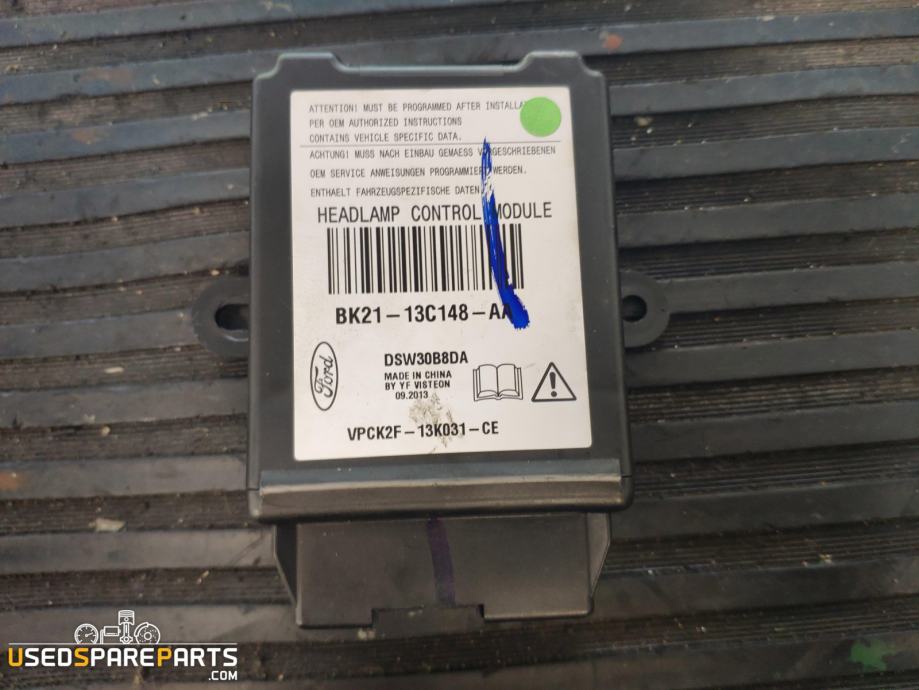 ATTENTION! MUST BE PROGRAMMED AFTER
PER OEM AUTHORIZED INSTRUCTIONS
CONTAINS VEHICLE SPECIFIC DATA.
ACHTUNG! MUSS NACH EINBAU GEMAESS VORGESCHRIEBENEN
OEM SERVICE ANWEISUNGEN PROGRAMMIERT WERDEN.
ENTHAELT FAHRZEUGSPEZIFISCHE DATEN
HEADLAMP CONTROL MODULE
BK21-13C148-AA
Ford
DSW30B8DA
MADE IN CHINA
BY YF VISTEON
09.2013
VPCK2F-13K031-CE
USEDSPAREPARTS
.COM